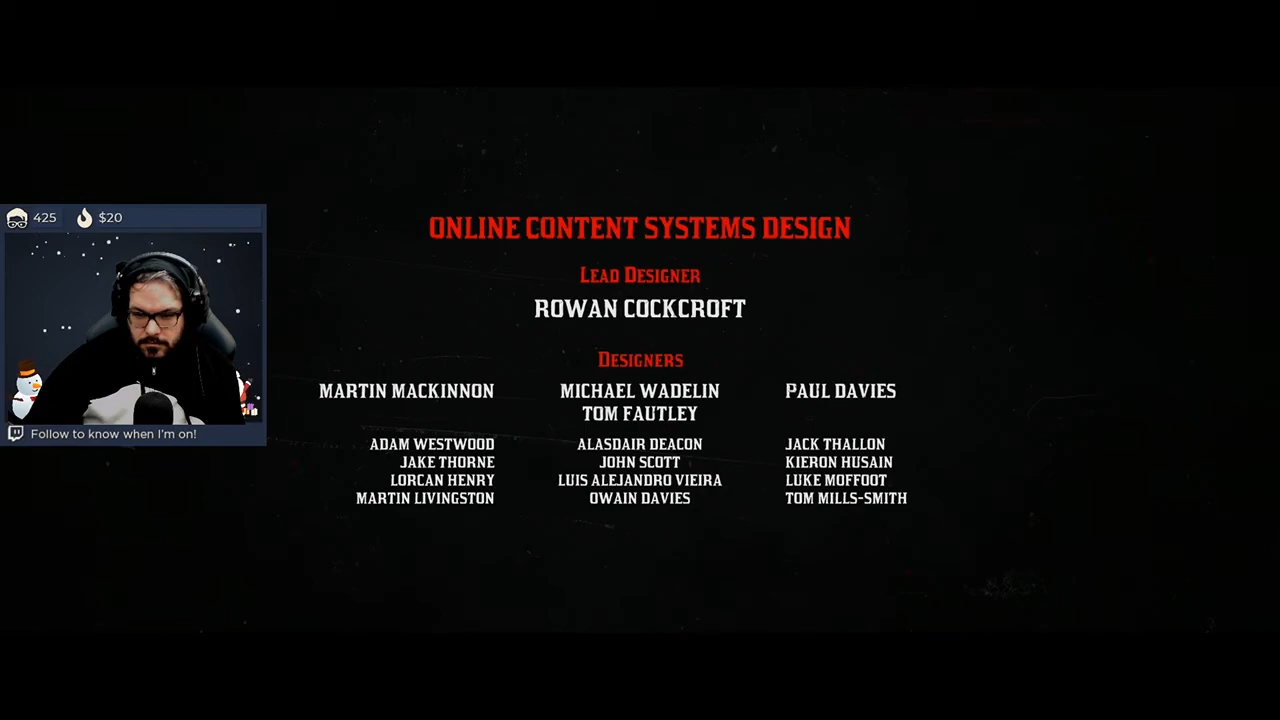 425 $20
Follow to know when I'm on!
ONLINE CONTENT SYSTEMS DESIGN
LEAD DESIGNER
ROWAN COCKCROFT
DESIGNERS
MARTIN MACKINNON MICHAEL WADELIN PAUL DAVIES
TOM FAUTLEY
ADAM WESTWOOD ALASDAIR DEACON JACK THALLON
JAKE THORNE JOHN SCOTT KIERON HUSAIN
LORCAN HENRY LUIS ALEJANDRO VIEIRA LUKE MOFFOOT
MARTIN LIVINGSTON OWAIN DAVIES TOM MILLS-SMITH